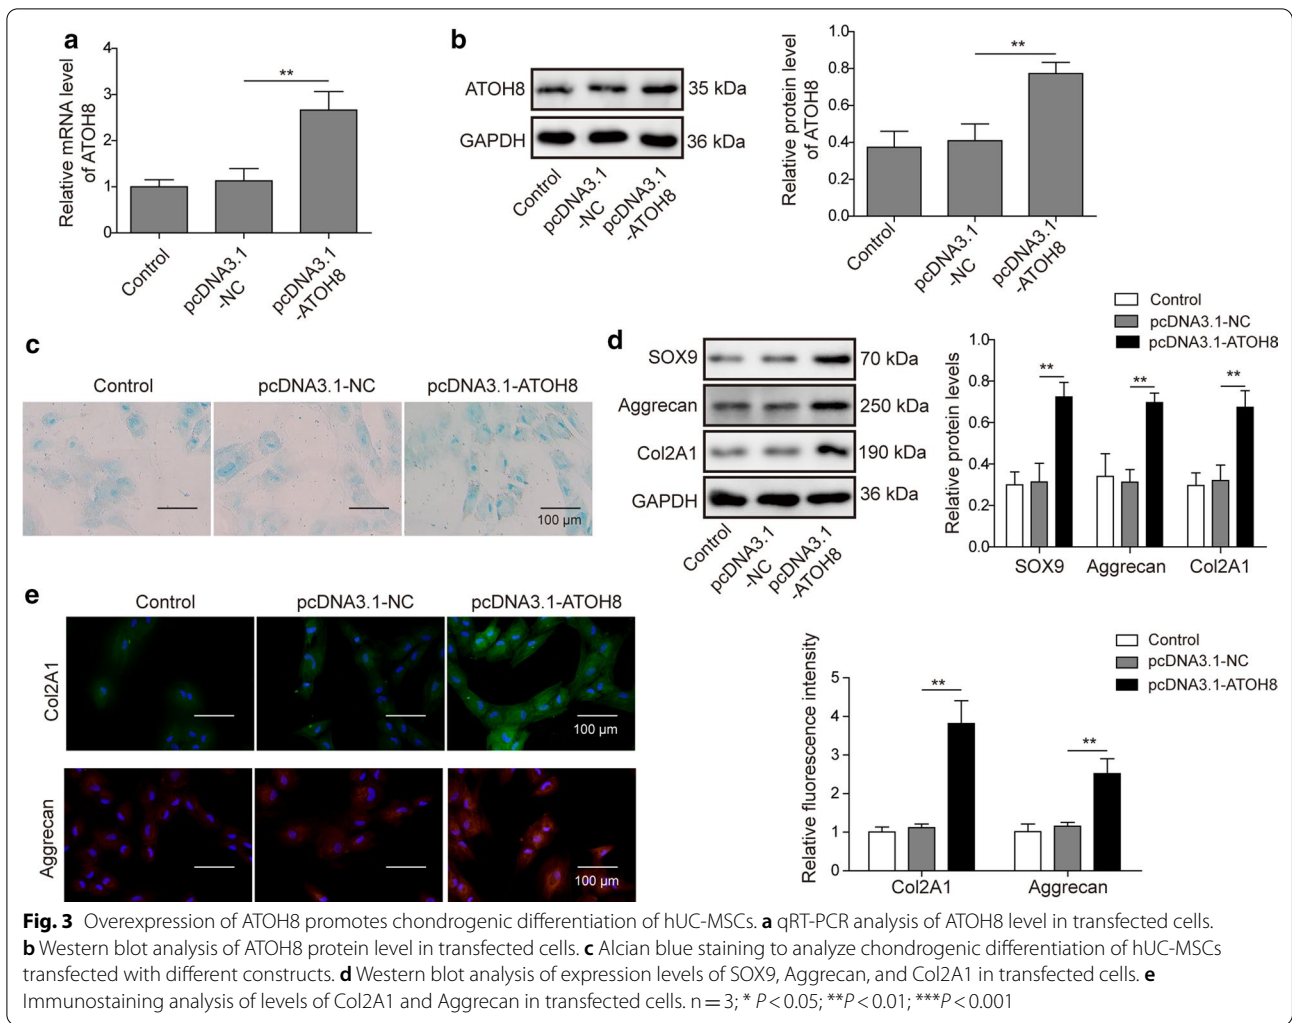 a
Relative mRNA level
of ATOH8
4
3
2
1
0
**
Control
pcDNA3.1
-NC
pcDNA3.1
-ATOH8
b
ATOH8
35 kDa
GAPDH
36 kDa
Control
pcDNA3.1
-NC
pcDNA3.1
-ATOH8
Relative protein level
of ATOH8
1.0
0.8
0.6
0.4
0.2
0.0
**
Control
pcDNA3.1
-NC
pcDNA3.1
-ATOH8
c
Control
pcDNA3.1-NC
pcDNA3.1-ATOH8
100 µm
d
SOX9
70 kDa
Aggrecan
250 kDa
Col2A1
190 kDa
GAPDH
36 kDa
Control
pcDNA3.1
-NC
pcDNA3.1
-ATOH8
Control
pcDNA3.1-NC
pcDNA3.1-ATOH8
Relative protein levels
1.0
0.8
0.6
0.4
0.2
0.0
**
**
**
SOX9
Aggrecan
Col2A1
e
Control
pcDNA3.1-NC
pcDNA3.1-ATOH8
Col2A1
100 µm
Aggrecan
100 µm
Control
pcDNA3.1-NC
pcDNA3.1-ATOH8
Relative fluorescence intensity
5
4
3
2
1
0
**
**
Col2A1
Aggrecan
Fig. 3 Overexpression of ATOH8 promotes chondrogenic differentiation of hUC-MSCs. a qRT-PCR analysis of ATOH8 level in transfected cells.
b Western blot analysis of ATOH8 protein level in transfected cells. c Alcian blue staining to analyze chondrogenic differentiation of hUC-MSCs
transfected with different constructs. d Western blot analysis of expression levels of SOX9, Aggrecan, and Col2A1 in transfected cells. e
Immunostaining analysis of levels of Col2A1 and Aggrecan in transfected cells. n = 3; * P < 0.05; **P < 0.01; ***P < 0.001